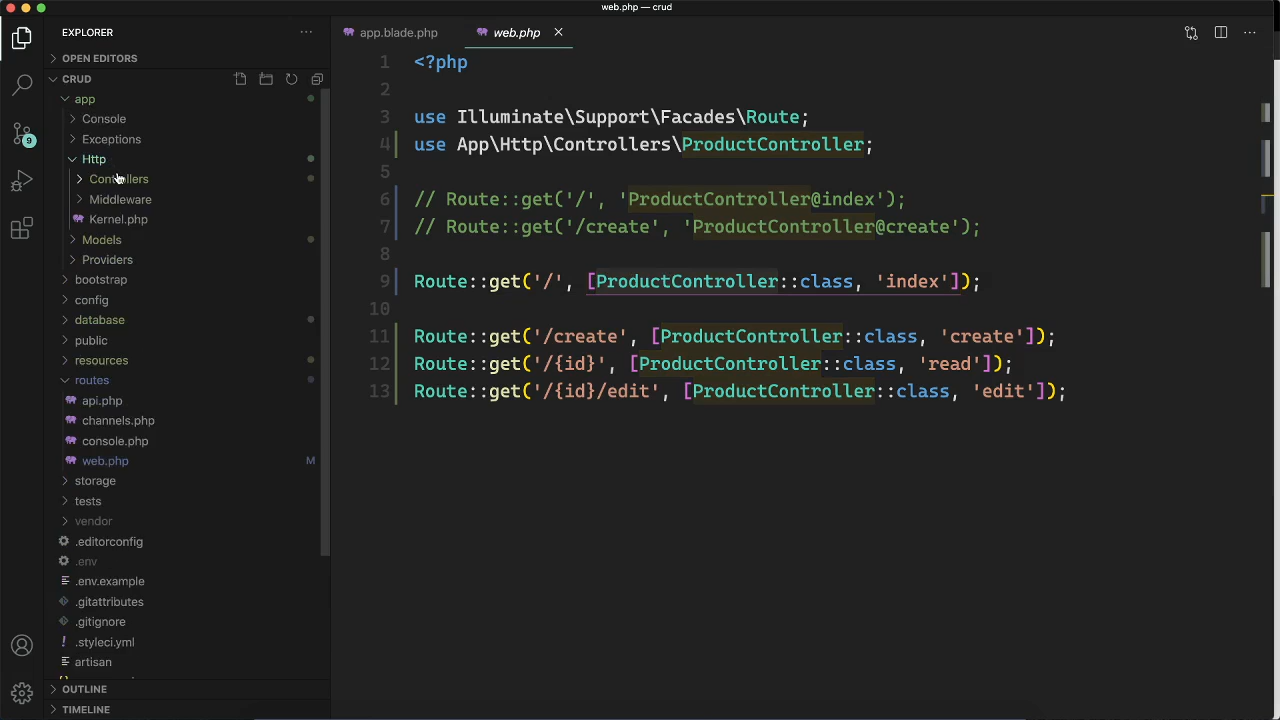 web.php — crud
EXPLORER
OPEN EDITORS
CRUD
app
Console
Exceptions
Http
Controllers
Middleware
Kernel.php
Models
Providers
bootstrap
config
database
public
resources
routes
api.php
channels.php
console.php
web.php M
storage
tests
vendor
.editorconfig
.env
.env.example
.gitattributes
.gitignore
.styleci.yml
artisan
OUTLINE
TIMELINE
9
app.blade.php
web.php
1 <?php
2
3 use Illuminate\Support\Facades\Route;
4 use App\Http\Controllers\ProductController;
5
6 // Route::get('/', 'ProductController@index');
7 // Route::get('/create', 'ProductController@create');
8
9 Route::get('/', [ProductController::class, 'index']);
10
11 Route::get('/create', [ProductController::class, 'create']);
12 Route::get('/{id}', [ProductController::class, 'read']);
13 Route::get('/{id}/edit', [ProductController::class, 'edit']);